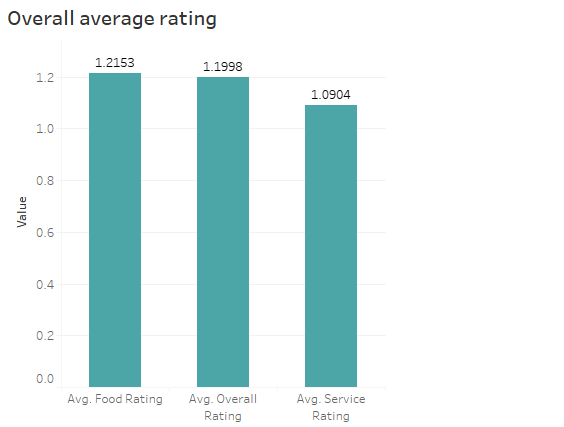 Overall average rating
1.2153
1.1998
1.0904
1.2
1.0
0.8
0.6
0.4
0.2
0.0
Value
Avg. Food Rating
Avg. Overall
Rating
Avg. Service
Rating